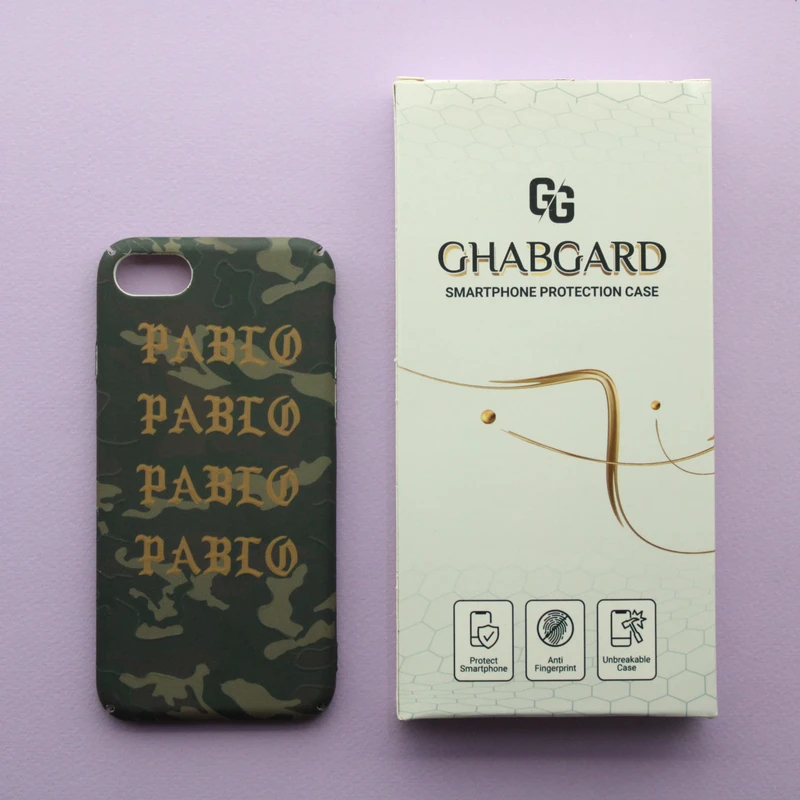 PABLO
PABLO
PABLO
PABLO
GG
GHABGARD
SMARTPHONE PROTECTION CASE
Protect
Smartphone
Anti
Fingerprint
Unbreakable
Case